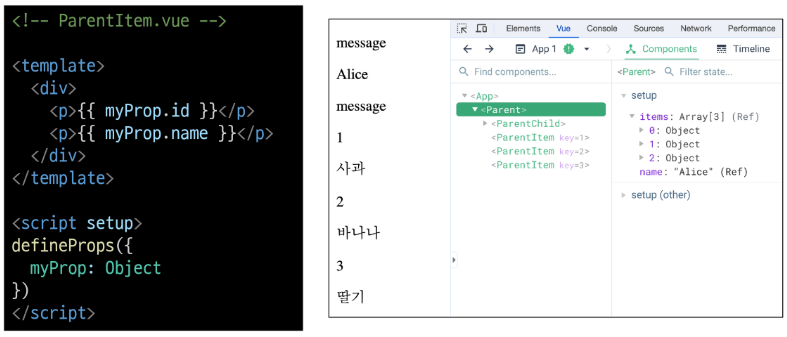 <!-- ParentItem.vue -->
<template>
<div>
<p>{{ myProp.id }}</p>
<p>{{ myProp.name }}</p>
</div>
</template>
<script setup>
defineProps({
myProp: Object
})
</script>
message
Alice
message
1
사과
2
바나나
3
딸기
Elements Vue Console Sources Network Performance
App 1 Components Timeline
Find components...
<App>
<Parent>
<ParentChild>
<ParentItem key=1>
<ParentItem key=2>
<ParentItem key=3>
<Parent> Filter state...
setup
items: Array[3] (Ref)
0: Object
1: Object
2: Object
name: "Alice" (Ref)
setup (other)